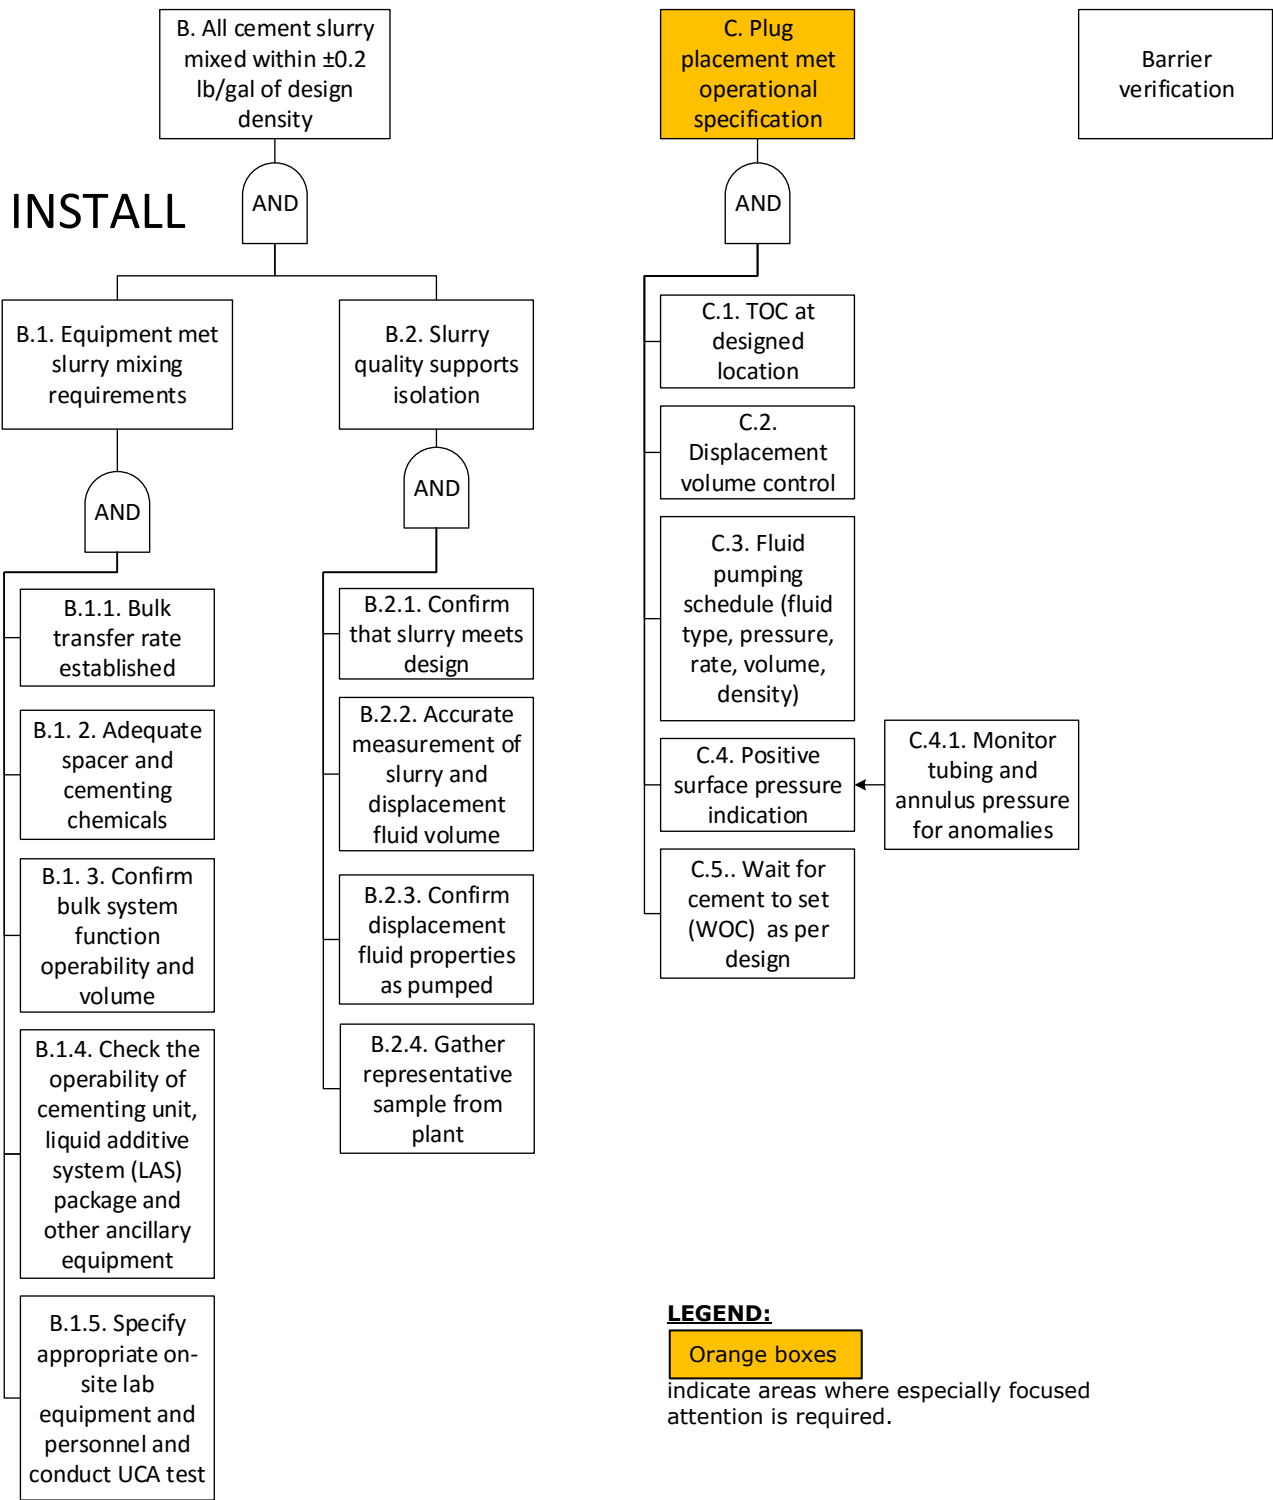 B. All cement slurry
mixed within ±0.2
lb/gal of design
density
C. Plug
placement met
operational
specification
Barrier
verification
INSTALL
AND
AND
B.1. Equipment met
slurry mixing
requirements
B.2. Slurry
quality supports
isolation
AND
AND
B.1.1. Bulk
transfer rate
established
B.1. 2. Adequate
spacer and
cementing
chemicals
B.1. 3. Confirm
bulk system
function
operability and
volume
B.1.4. Check the
operability of
cementing unit,
liquid additive
system (LAS)
package and
other ancillary
equipment
B.1.5. Specify
appropriate on-
site lab
equipment and
personnel and
conduct UCA test
B.2.1. Confirm
that slurry meets
design
B.2.2. Accurate
measurement of
slurry and
displacement
fluid volume
B.2.3. Confirm
displacement
fluid properties
as pumped
B.2.4. Gather
representative
sample from
plant
C.1. TOC at
designed
location
C.2.
Displacement
volume control
C.3. Fluid
pumping
schedule (fluid
type, pressure,
rate, volume,
density)
C.4. Positive
surface pressure
indication
C.4.1. Monitor
tubing and
annulus pressure
for anomalies
C.5.. Wait for
cement to set
(WOC) as per
design
LEGEND:
Orange boxes
indicate areas where especially focused
attention is required.